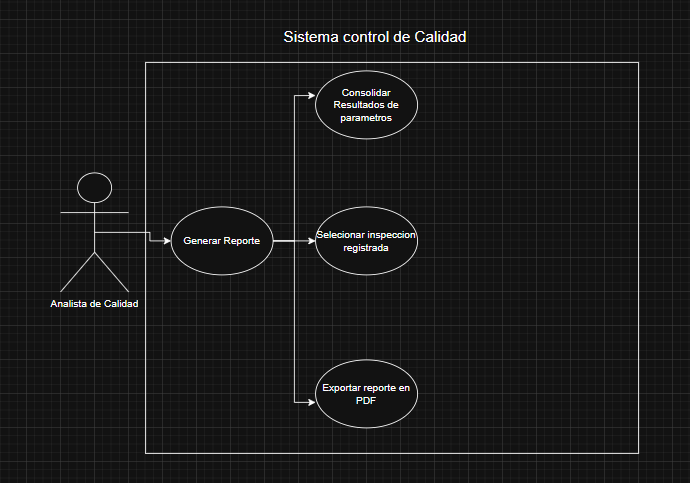 Sistema control de Calidad
Consolidar
Resultados de
parametros
Generar Reporte
Selecionar inspeccion
registrada
Analista de Calidad
Exportar reporte en
PDF